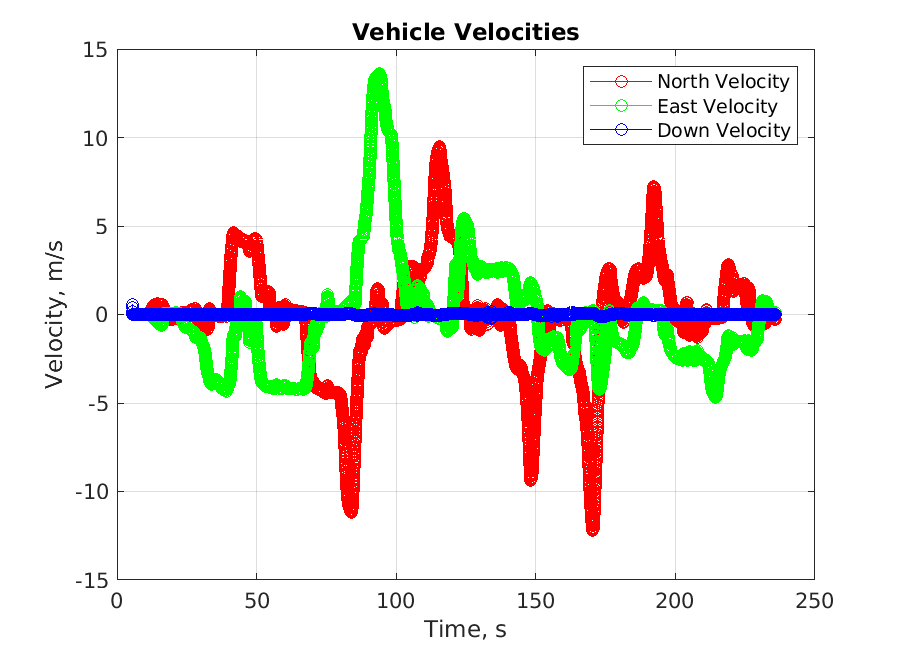 Vehicle Velocities
15
10
5
0
-5
-10
-15
Velocity, m/s
North Velocity
East Velocity
Down Velocity
0 50 100 150 200 250
Time, s